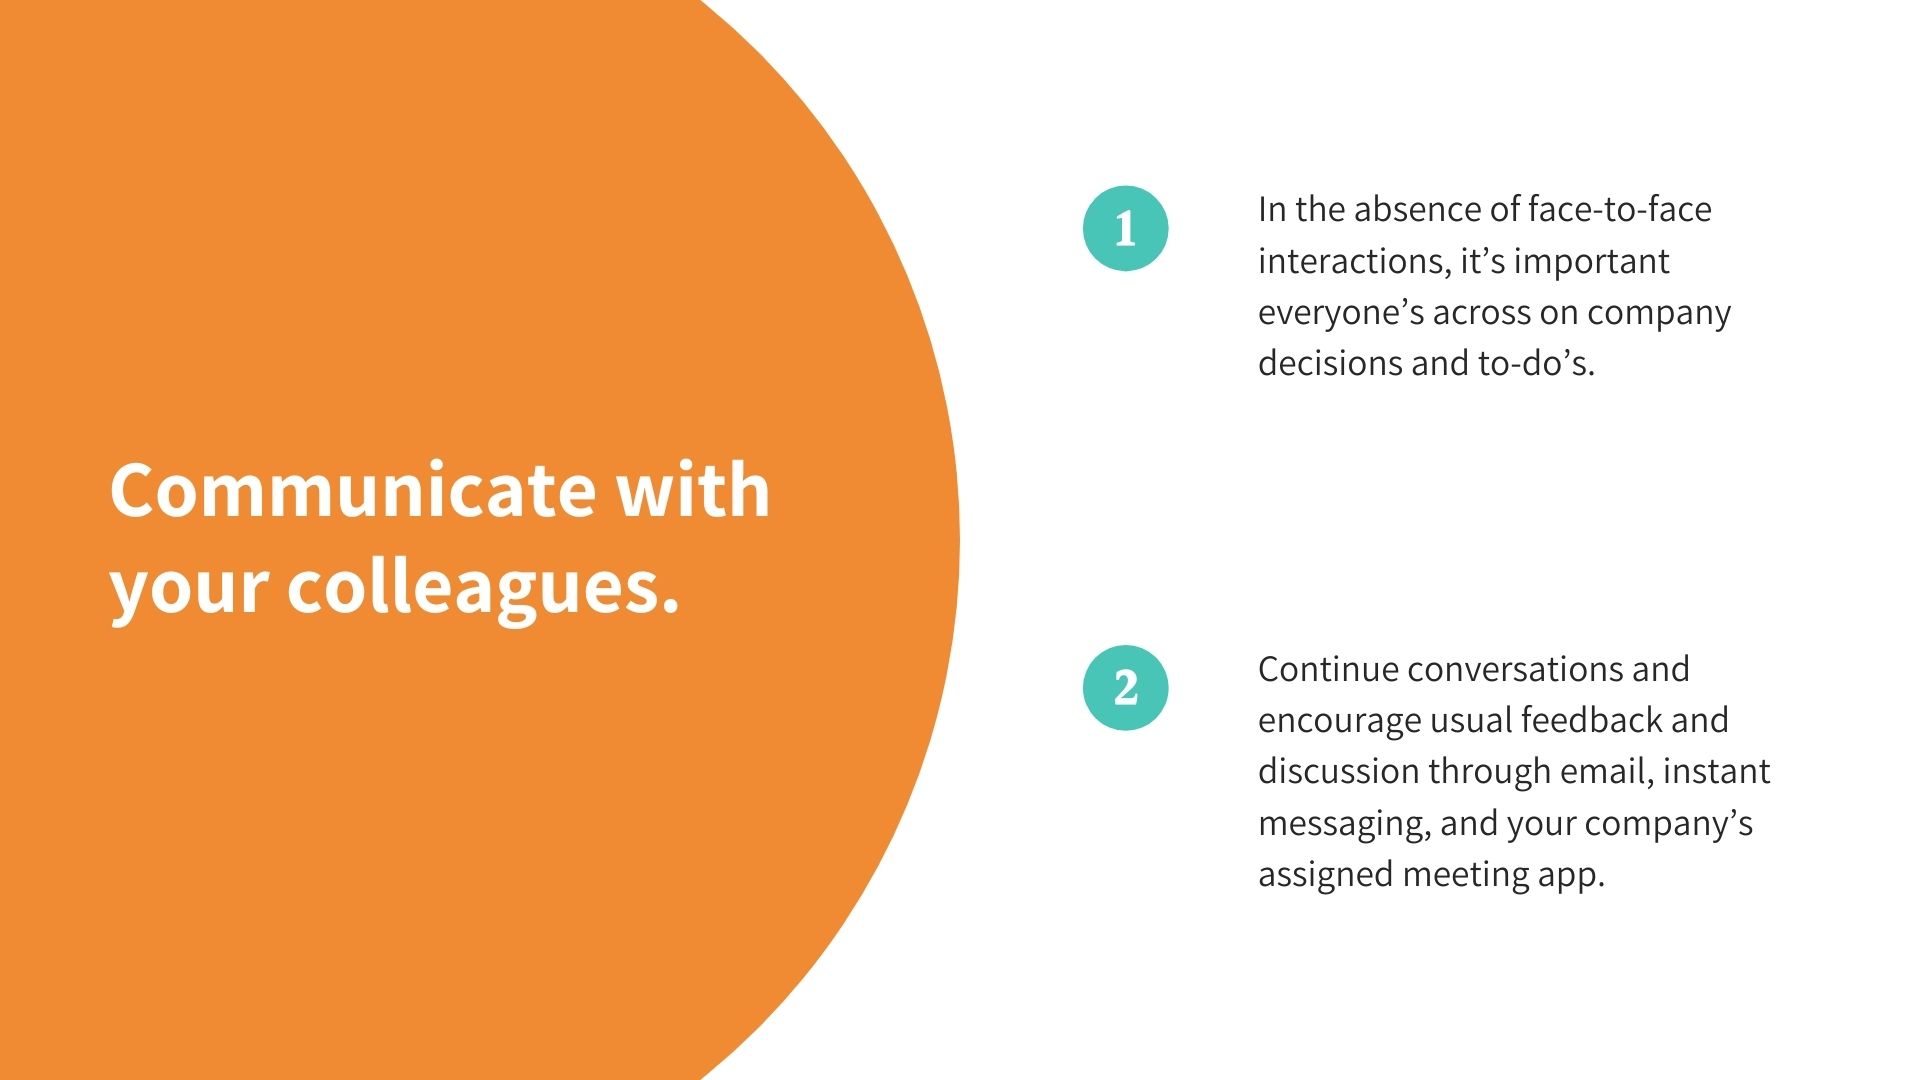 Communicate with
your colleagues.
1
In the absence of face-to-face
interactions, it’s important
everyone’s across on company
decisions and to-do’s.
2
Continue conversations and
encourage usual feedback and
discussion through email, instant
messaging, and your company’s
assigned meeting app.